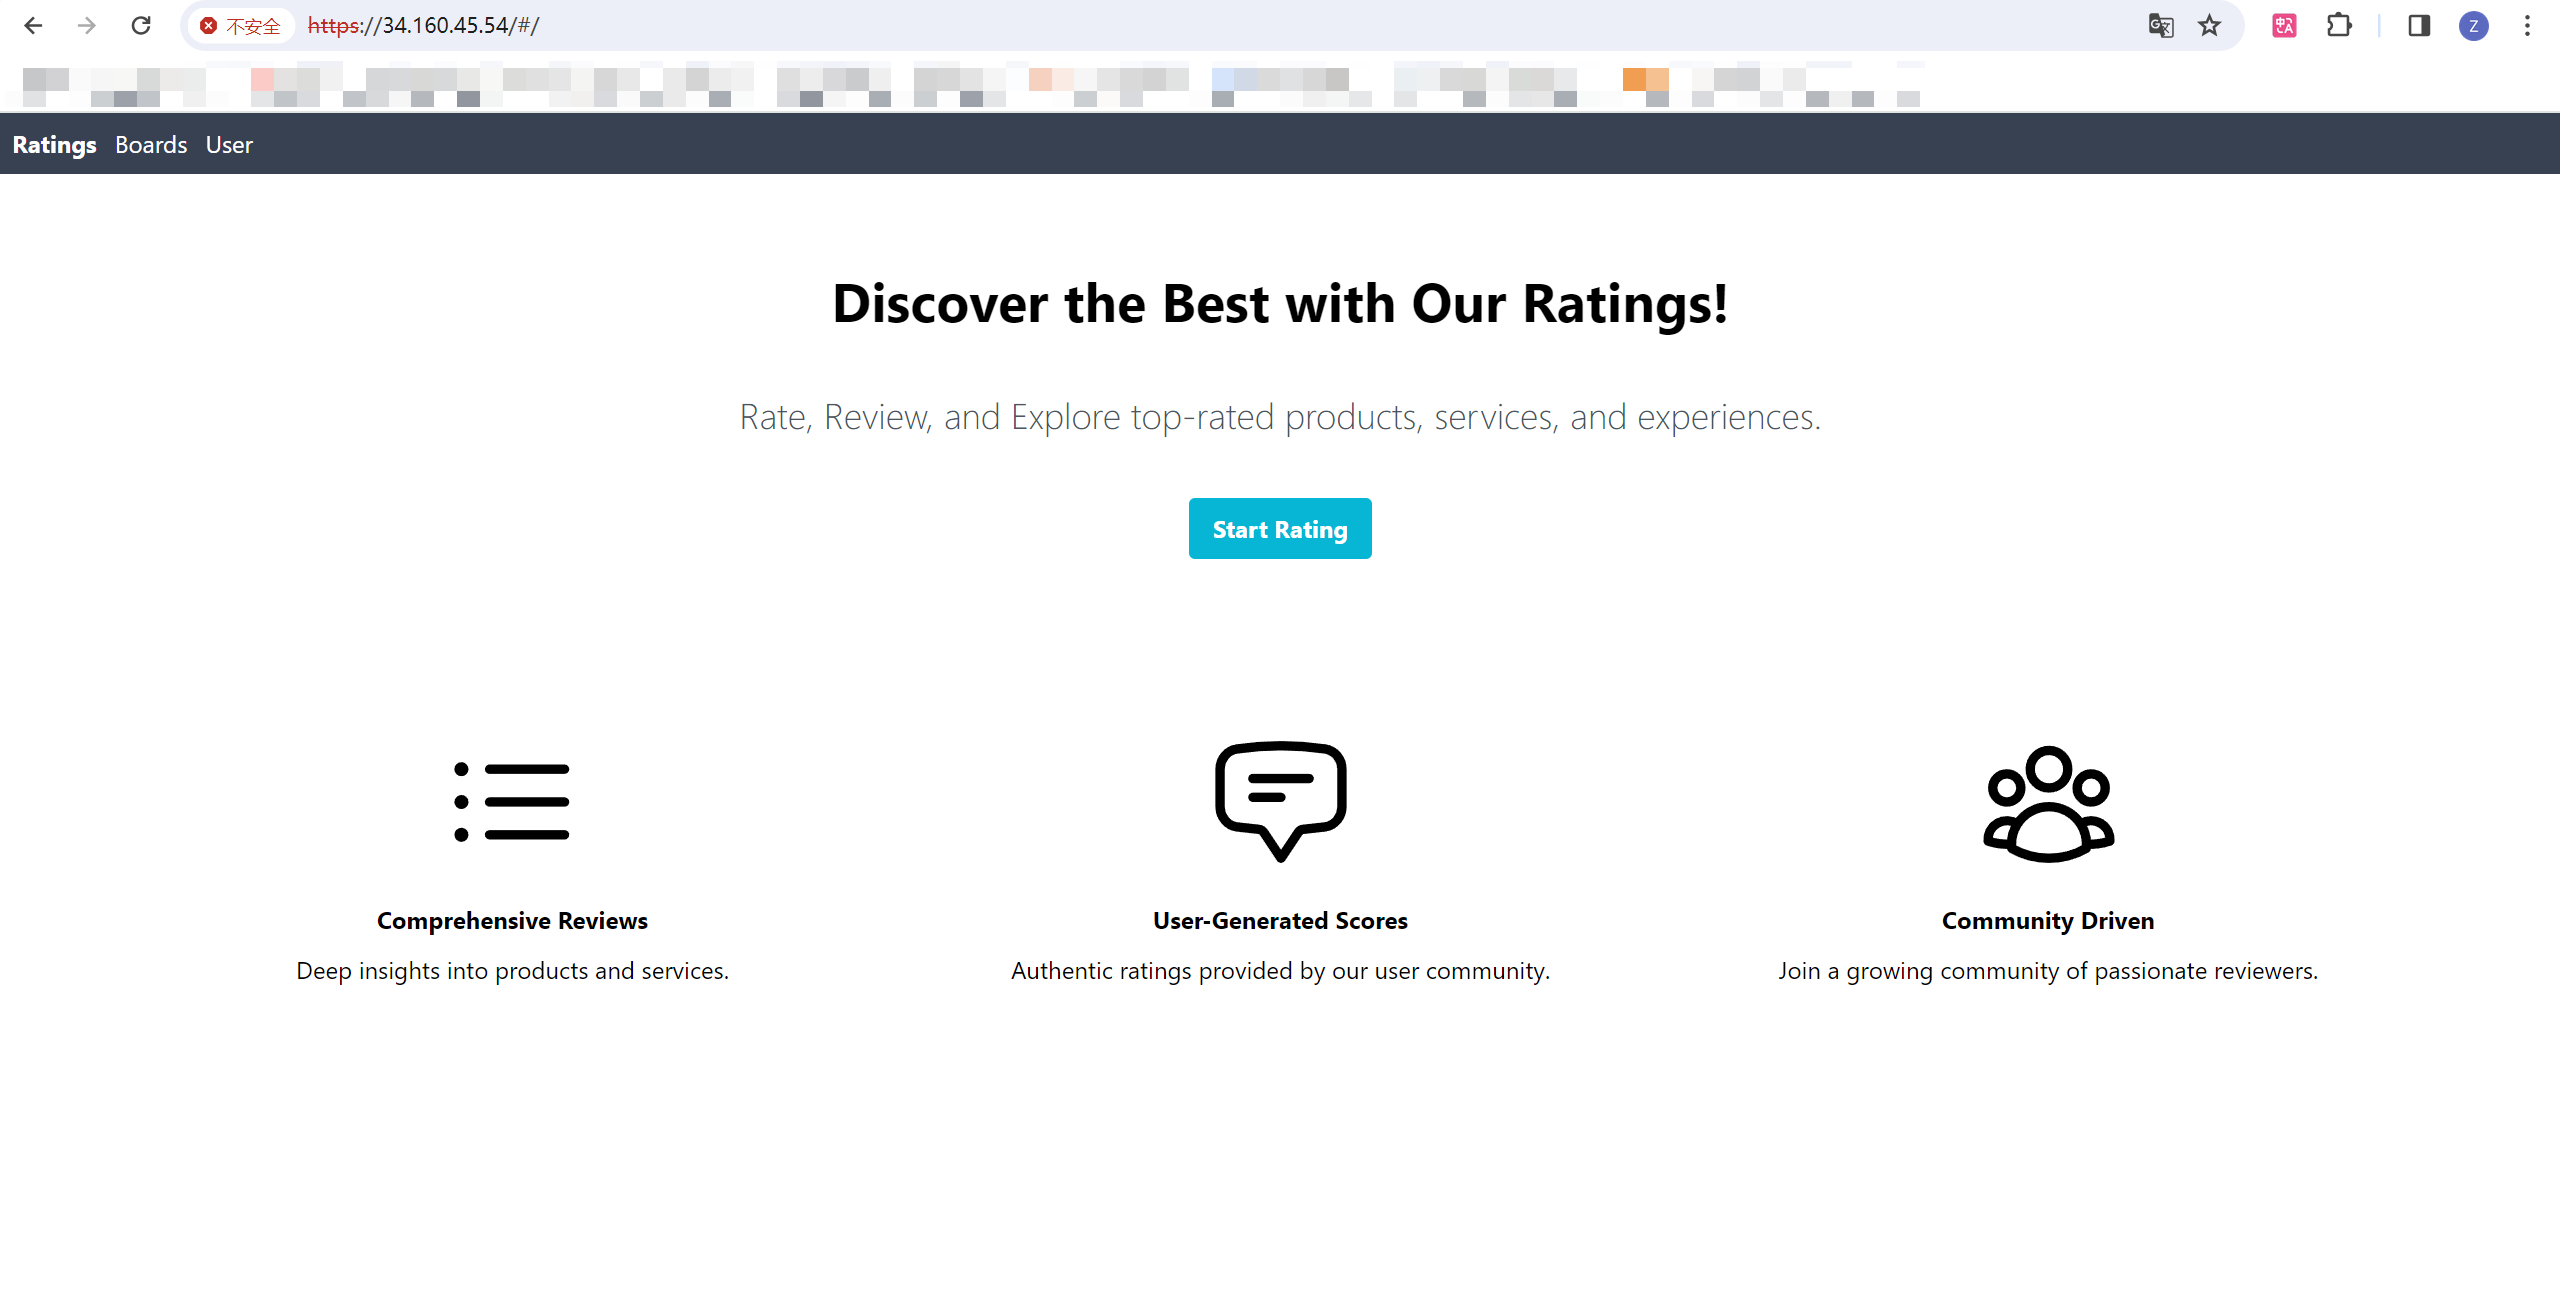 不安全 https://34.160.45.54/#/
Z
Ratings Boards User
Discover the Best with Our Ratings!
Rate, Review, and Explore top-rated products, services, and experiences.
Start Rating
Comprehensive Reviews
Deep insights into products and services.
User-Generated Scores
Authentic ratings provided by our user community.
Community Driven
Join a growing community of passionate reviewers.